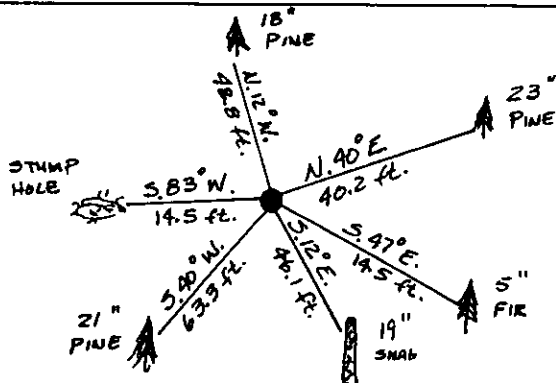 18"
PINE
N. 12° W.
48.8 ft.
23"
PINE
N. 40° E.
40.2 ft.
STUMP
HOLE
S. 83° W.
14.5 ft.
S. 47° E.
14.5 ft.
5"
FIR
S. 12° E.
46.1 ft.
19"
SNAG
S. 40° W.
63.3 ft.
21"
PINE